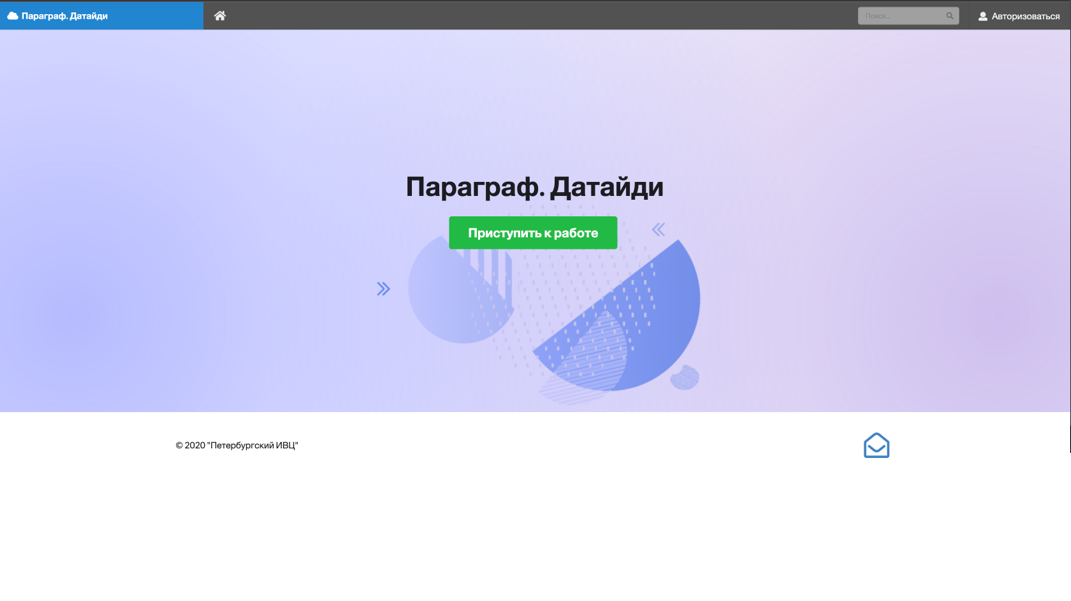 Параграф. Датайди
Поиск...
Авторизоваться
Параграф. Датайди
Приступить к работе
© 2020 "Петербургский ИВЦ"